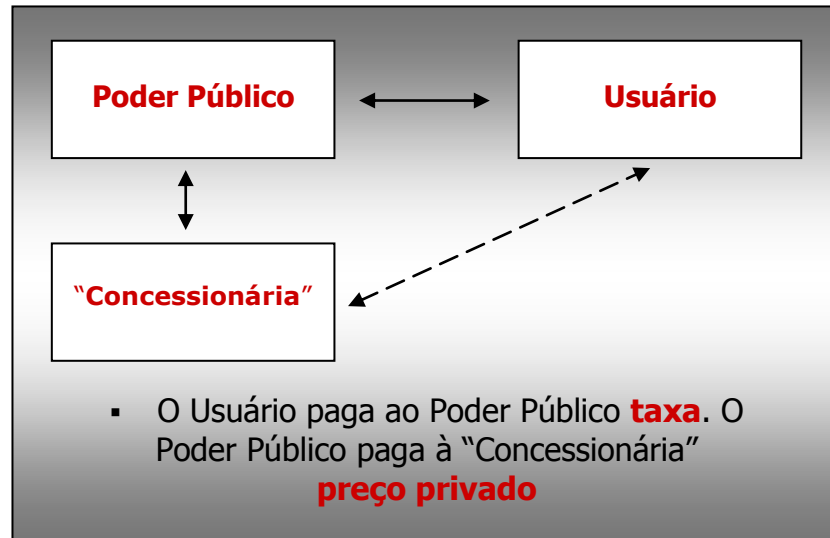 Poder Público
Usuário
“Concessionária”
▪ O Usuário paga ao Poder Público taxa. O
Poder Público paga à “Concessionária”
preço privado